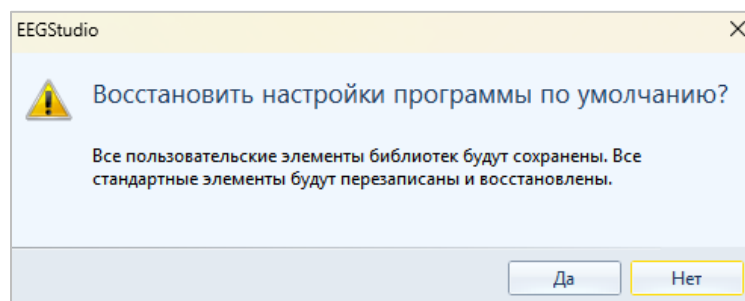 EEGStudio
Восстановить настройки программы по умолчанию?
Все пользовательские элементы библиотек будут сохранены. Все
стандартные элементы будут перезаписаны и восстановлены.
Да
Нет